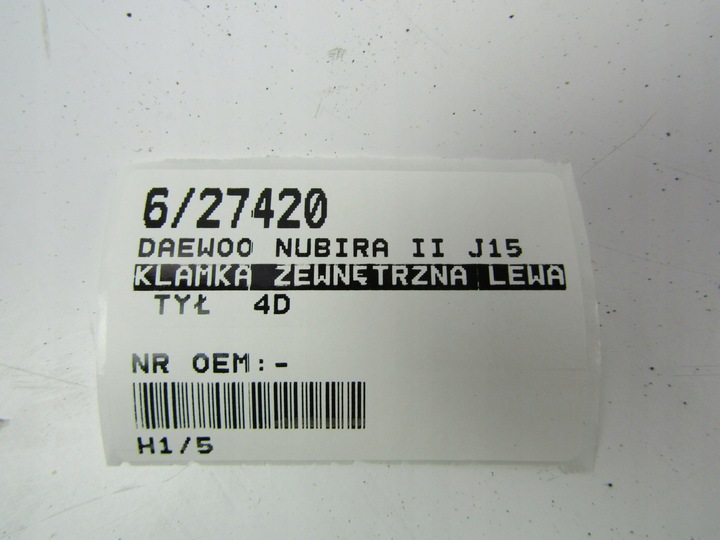 6/27420
DAEWOO NUBIRA II J15
KLAMKA ZEWNĘTRZNA LEWA
TYŁ 4D
NR OEM:-
H1/5